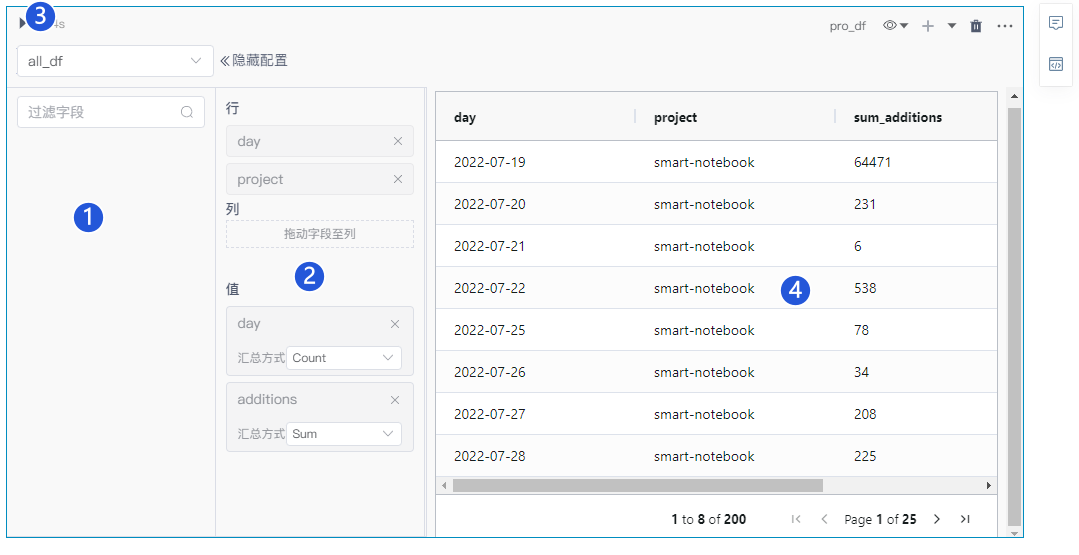 3
4s
pro_df
all_df
隐藏配置
过滤字段
1
行
day
project
列
拖动字段至列
2
值
day
汇总方式 Count
additions
汇总方式 Sum
day project sum_additions
2022-07-19 smart-notebook 64471
2022-07-20 smart-notebook 231
2022-07-21 smart-notebook 6
2022-07-22 smart-notebook 4 538
2022-07-25 smart-notebook 78
2022-07-26 smart-notebook 34
2022-07-27 smart-notebook 208
2022-07-28 smart-notebook 225
1 to 8 of 200 Page 1 of 25